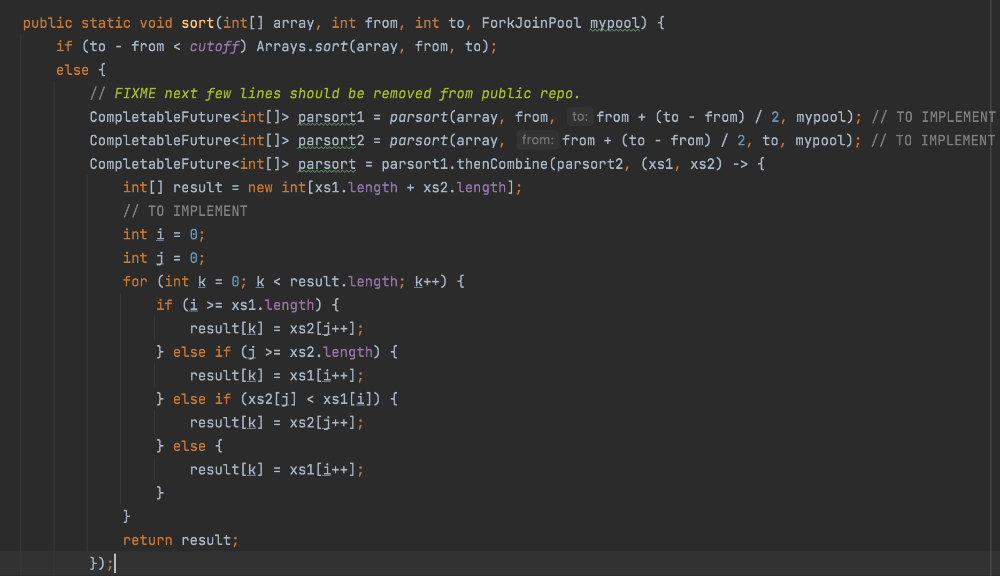 public static void sort(int[] array, int from, int to, ForkJoinPool mypool) {
if (to - from < cutoff) Arrays.sort(array, from, to);
else {
// FIXME next few lines should be removed from public repo.
CompletableFuture<int[]> parsort1 = parsort(array, from, to: from + (to - from) / 2, mypool); // TO IMPLEMENT
CompletableFuture<int[]> parsort2 = parsort(array, from: from + (to - from) / 2, to, mypool); // TO IMPLEMENT
CompletableFuture<int[]> parsort = parsort1.thenCombine(parsort2, (xs1, xs2) -> {
int[] result = new int[xs1.length + xs2.length];
// TO IMPLEMENT
int i = 0;
int j = 0;
for (int k = 0; k < result.length; k++) {
if (i >= xs1.length) {
result[k] = xs2[j++];
} else if (j >= xs2.length) {
result[k] = xs1[i++];
} else if (xs2[j] < xs1[i]) {
result[k] = xs2[j++];
} else {
result[k] = xs1[i++];
}
}
return result;
});